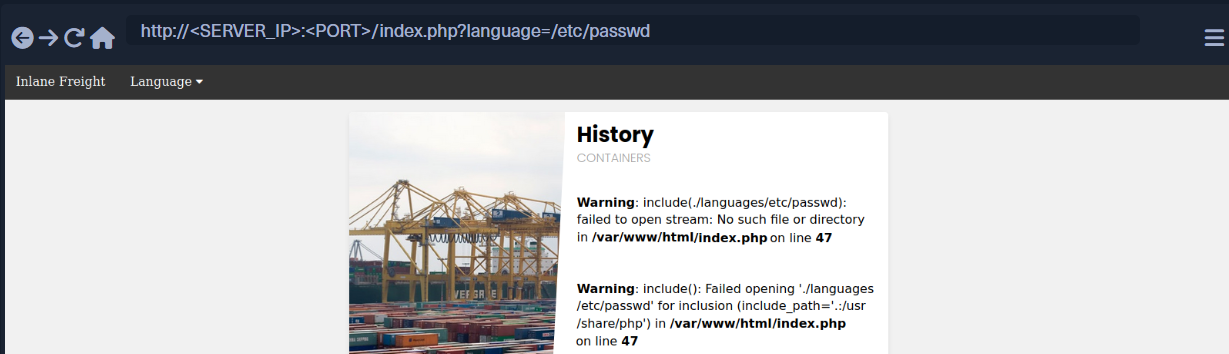 http://<SERVER_IP>:<PORT>/index.php?language=/etc/passwd
Inlane Freight
Language
History
CONTAINERS
Warning: include(./languages/etc/passwd):
failed to open stream: No such file or directory
in /var/www/html/index.php on line 47
Warning: include(): Failed opening './languages
/etc/passwd' for inclusion (include_path='.:/usr
/share/php') in /var/www/html/index.php
on line 47